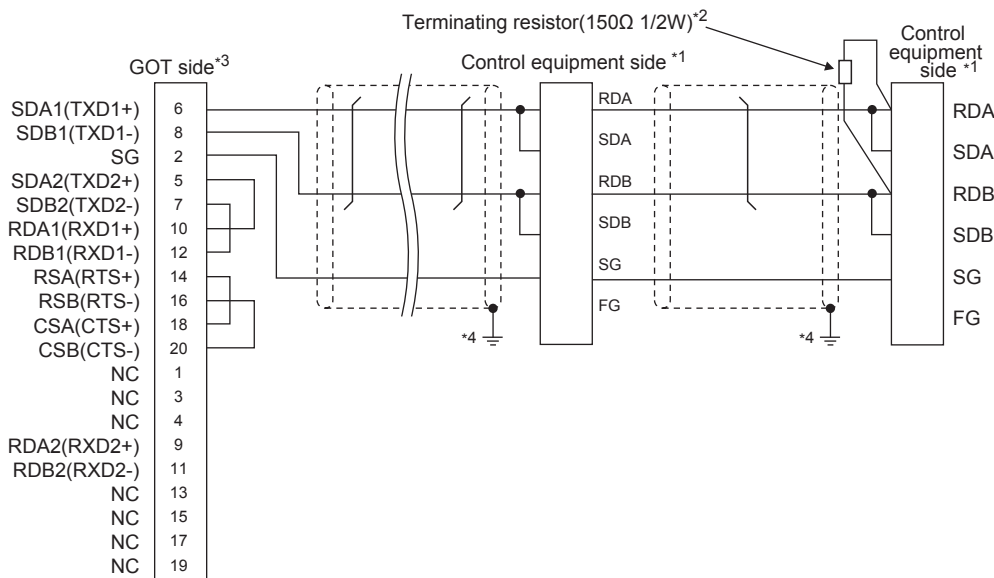 Terminating resistor(150Ω 1/2W)*2
Control
equipment
side *1
GOT side*3
Control equipment side *1
SDA1(TXD1+) 6
SDB1(TXD1-) 8
SG 2
SDA2(TXD2+) 5
SDB2(TXD2-) 7
RDA1(RXD1+) 10
RDB1(RXD1-) 12
RSA(RTS+) 14
RSB(RTS-) 16
CSA(CTS+) 18
CSB(CTS-) 20
NC 1
NC 3
NC 4
RDA2(RXD2+) 9
RDB2(RXD2-) 11
NC 13
NC 15
NC 17
NC 19
*4
RDA
SDA
RDB
SDB
SG
FG
*4
RDA
SDA
RDB
SDB
SG
FG